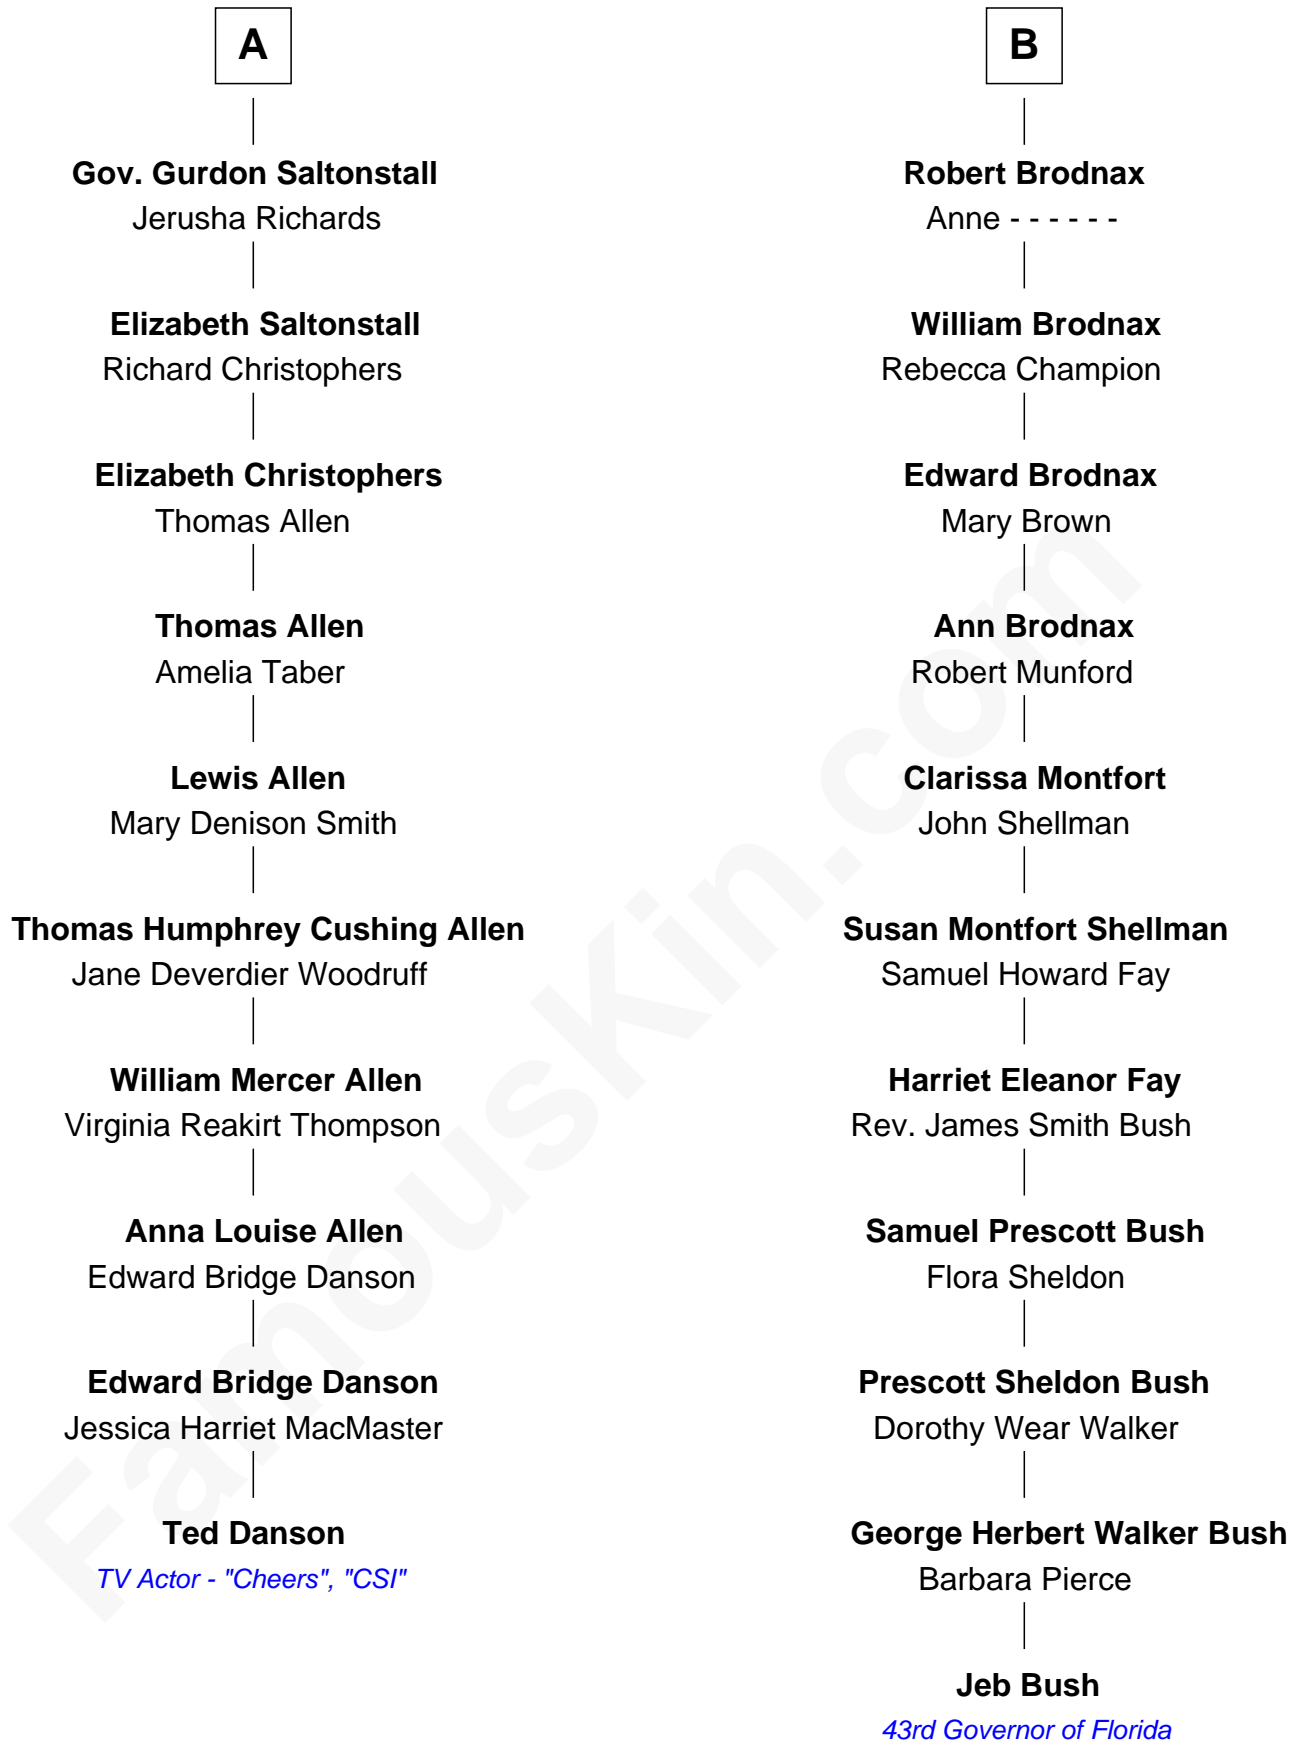 A
Gov. Gurdon Saltonstall
Jerusha Richards
Elizabeth Saltonstall
Richard Christophers
Elizabeth Christophers
Thomas Allen
Thomas Allen
Amelia Taber
Lewis Allen
Mary Denison Smith
Thomas Humphrey Cushing Allen
Jane Deverdier Woodruff
William Mercer Allen
Virginia Reakirt Thompson
Anna Louise Allen
Edward Bridge Danson
Edward Bridge Danson
Jessica Harriet MacMaster
Ted Danson
TV Actor - "Cheers", "CSI"
B
Robert Brodnax
Anne - - - - - -
William Brodnax
Rebecca Champion
Edward Brodnax
Mary Brown
Ann Brodnax
Robert Munford
Clarissa Montfort
John Shellman
Susan Montfort Shellman
Samuel Howard Fay
Harriet Eleanor Fay
Rev. James Smith Bush
Samuel Prescott Bush
Flora Sheldon
Prescott Sheldon Bush
Dorothy Wear Walker
George Herbert Walker Bush
Barbara Pierce
Jeb Bush
43rd Governor of Florida
FamousKin.com